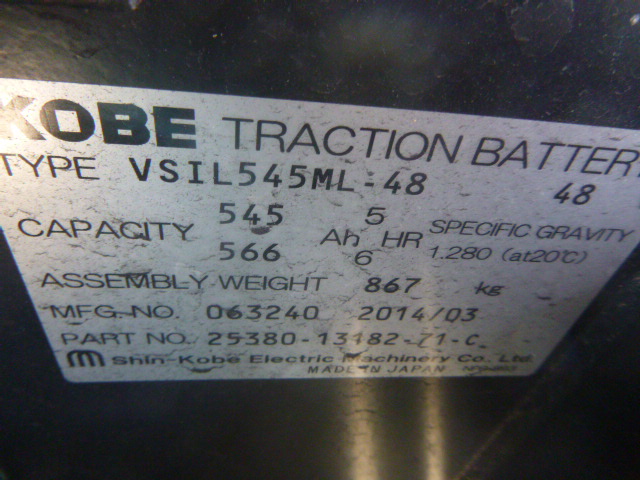 KOBE TRACTION BATTERY
TYPE VSIL545ML-48 48
CAPACITY 545 Ah 5 HR SPECIFIC GRAVITY
566 6 1.280 (at20℃)
ASSEMBLY WEIGHT 867 kg
MFG.NO. 063240 2014/03
PART NO. 25380-13182-71-C
Shin-Kobe Electric Machinery Co., Ltd.
MADE IN JAPAN